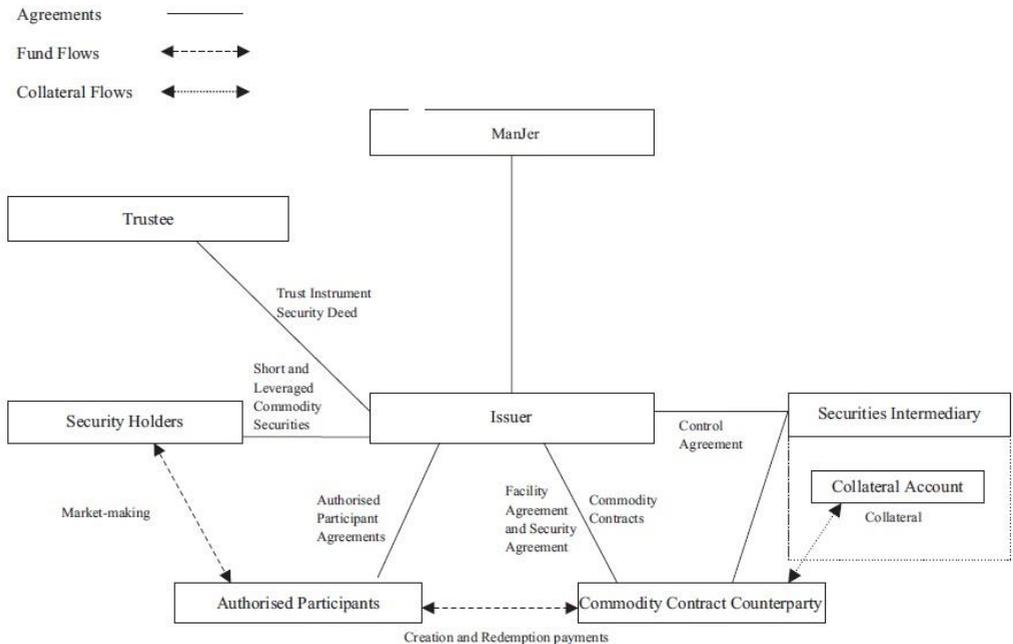 Agreements
Fund Flows
Collateral Flows
ManJer
Trustee
Trust Instrument
Security Deed
Short and
Leveraged
Commodity
Securities
Security Holders
Issuer
Securities Intermediary
Control
Agreement
Collateral Account
Collateral
Market-making
Authorised
Participant
Agreements
Facility
Agreement
and Security
Agreement
Commodity
Contracts
Authorised Participants
Commodity Contract Counterparty
Creation and Redemption payments